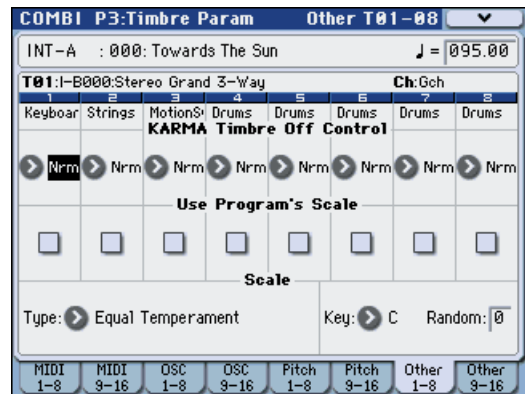 COMBI P3:Timbre Param Other T01-08
INT-A :000: Towards The Sun ♩= 095.00
T01:I-B000:Stereo Grand 3-Way Ch:Gch
1 2 3 4 5 6 7 8
Keyboar Strings MotionS Drums Drums Drums Drums Drums
KARMA Timbre Off Control
Nrm Nrm Nrm Nrm Nrm Nrm Nrm Nrm
Use Program's Scale
Scale
Type: Equal Temperament Key: C Random: 0
MIDI 1-8 MIDI 9-16 OSC 1-8 OSC 9-16 Pitch 1-8 Pitch 9-16 Other 1-8 Other 9-16